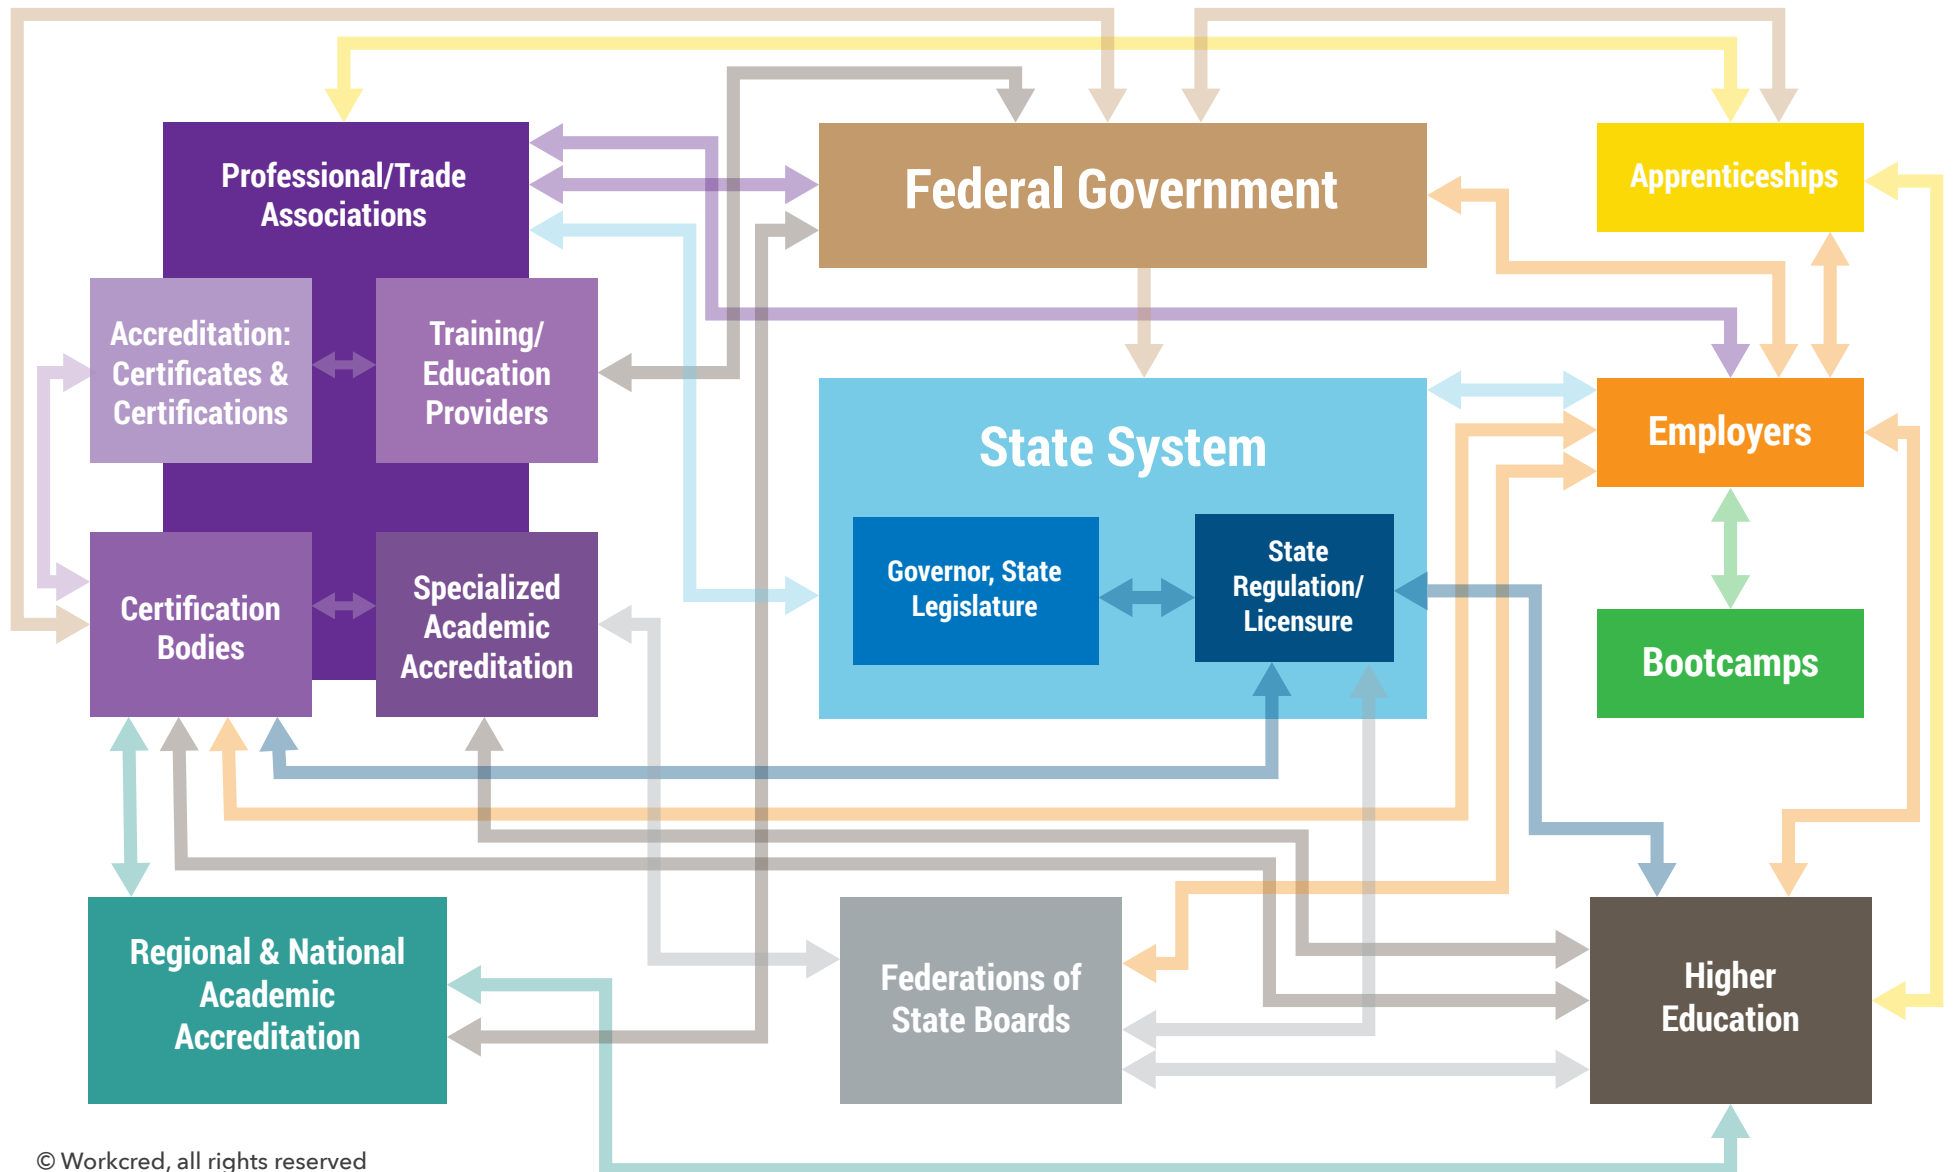 Professional/Trade
Associations
Federal Government
Apprenticeships
Accreditation:
Certificates &
Certifications
Training/
Education
Providers
State System
Employers
Governor, State
Legislature
State
Regulation/
Licensure
Certification
Bodies
Specialized
Academic
Accreditation
Bootcamps
Regional & National
Academic
Accreditation
Federations of
State Boards
Higher
Education
© Workcred, all rights reserved